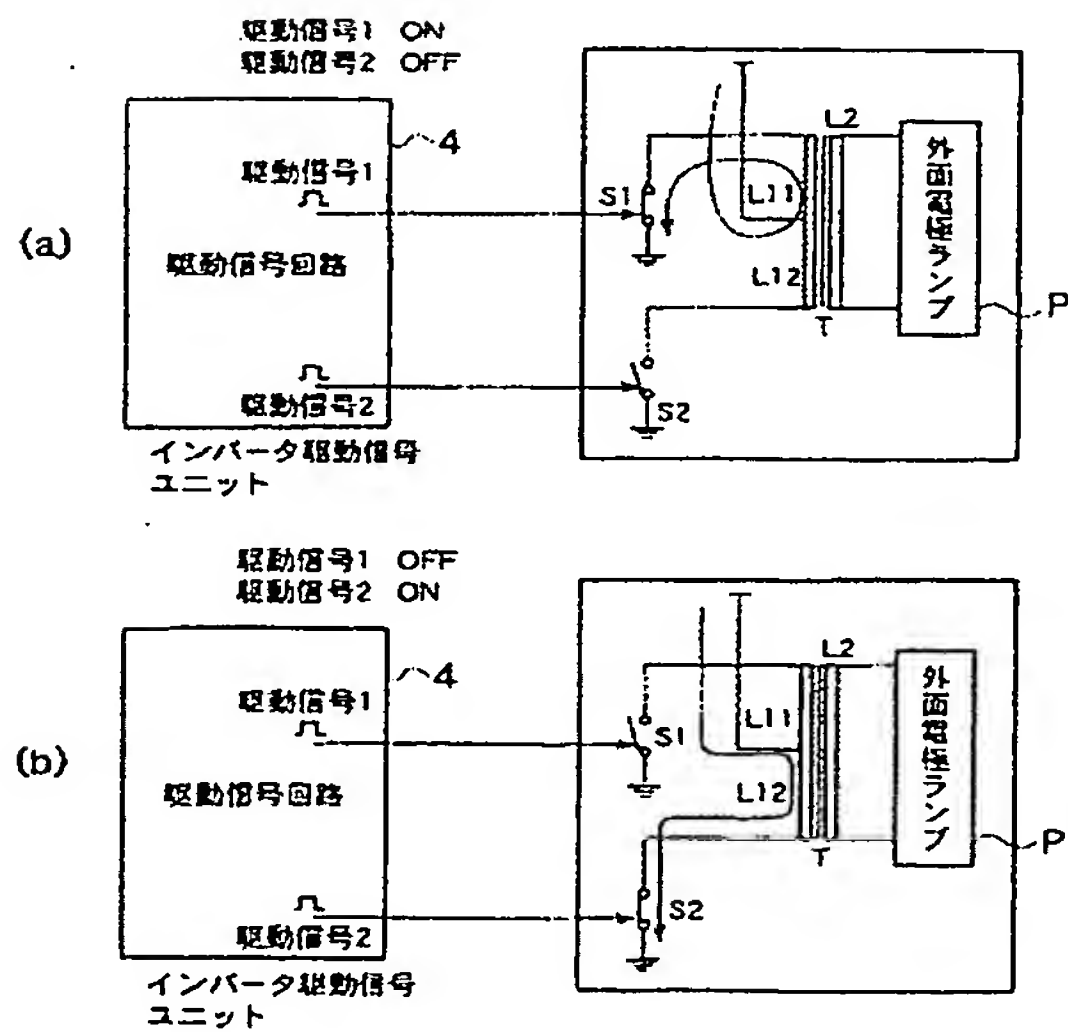 駆動信号1 ON
駆動信号2 OFF
(a)
4
駆動信号1
駆動信号回路
駆動信号2
インバータ駆動信号
ユニット
S1
S2
L11
L12
L2
T
T
外面電極ランプ
P
駆動信号1 OFF
駆動信号2 ON
(b)
4
駆動信号1
駆動信号回路
駆動信号2
インバータ駆動信号
ユニット
S1
S2
L11
L12
L2
T
T
外面電極ランプ
P